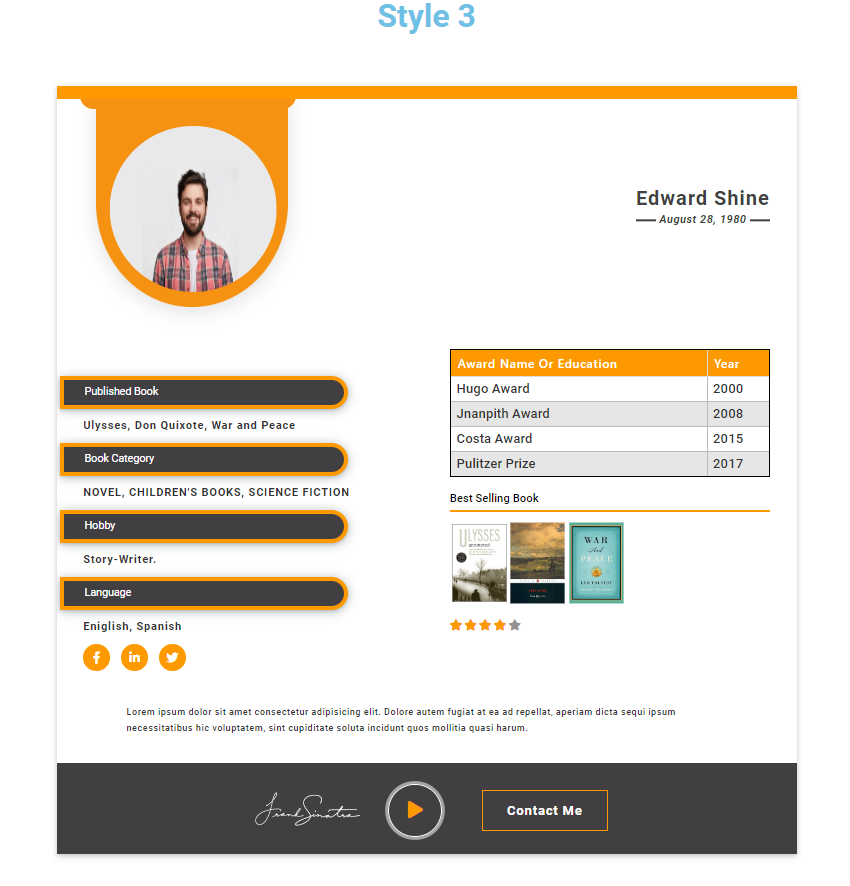 Style 3
Edward Shine
August 28, 1980
Published Book
Ulysses, Don Quixote, War and Peace
Book Category
NOVEL, CHILDREN'S BOOKS, SCIENCE FICTION
Hobby
Story-Writer.
Language
Eniglish, Spanish
Award Name Or Education Year
Hugo Award 2000
Jnanpith Award 2008
Costa Award 2015
Pulitzer Prize 2017
Best Selling Book
ULYSSES
annotated
WAR
And
PEACE
LEO TOLSTOY
Lorem ipsum dolor sit amet consectetur adipisicing elit. Dolore autem fugiat at ea ad repellat, aperiam dicta sequi ipsum
necessitatibus hic voluptatem, sint cupiditate soluta incidunt quos mollitia quasi harum.
Frank Sinatra
Contact Me